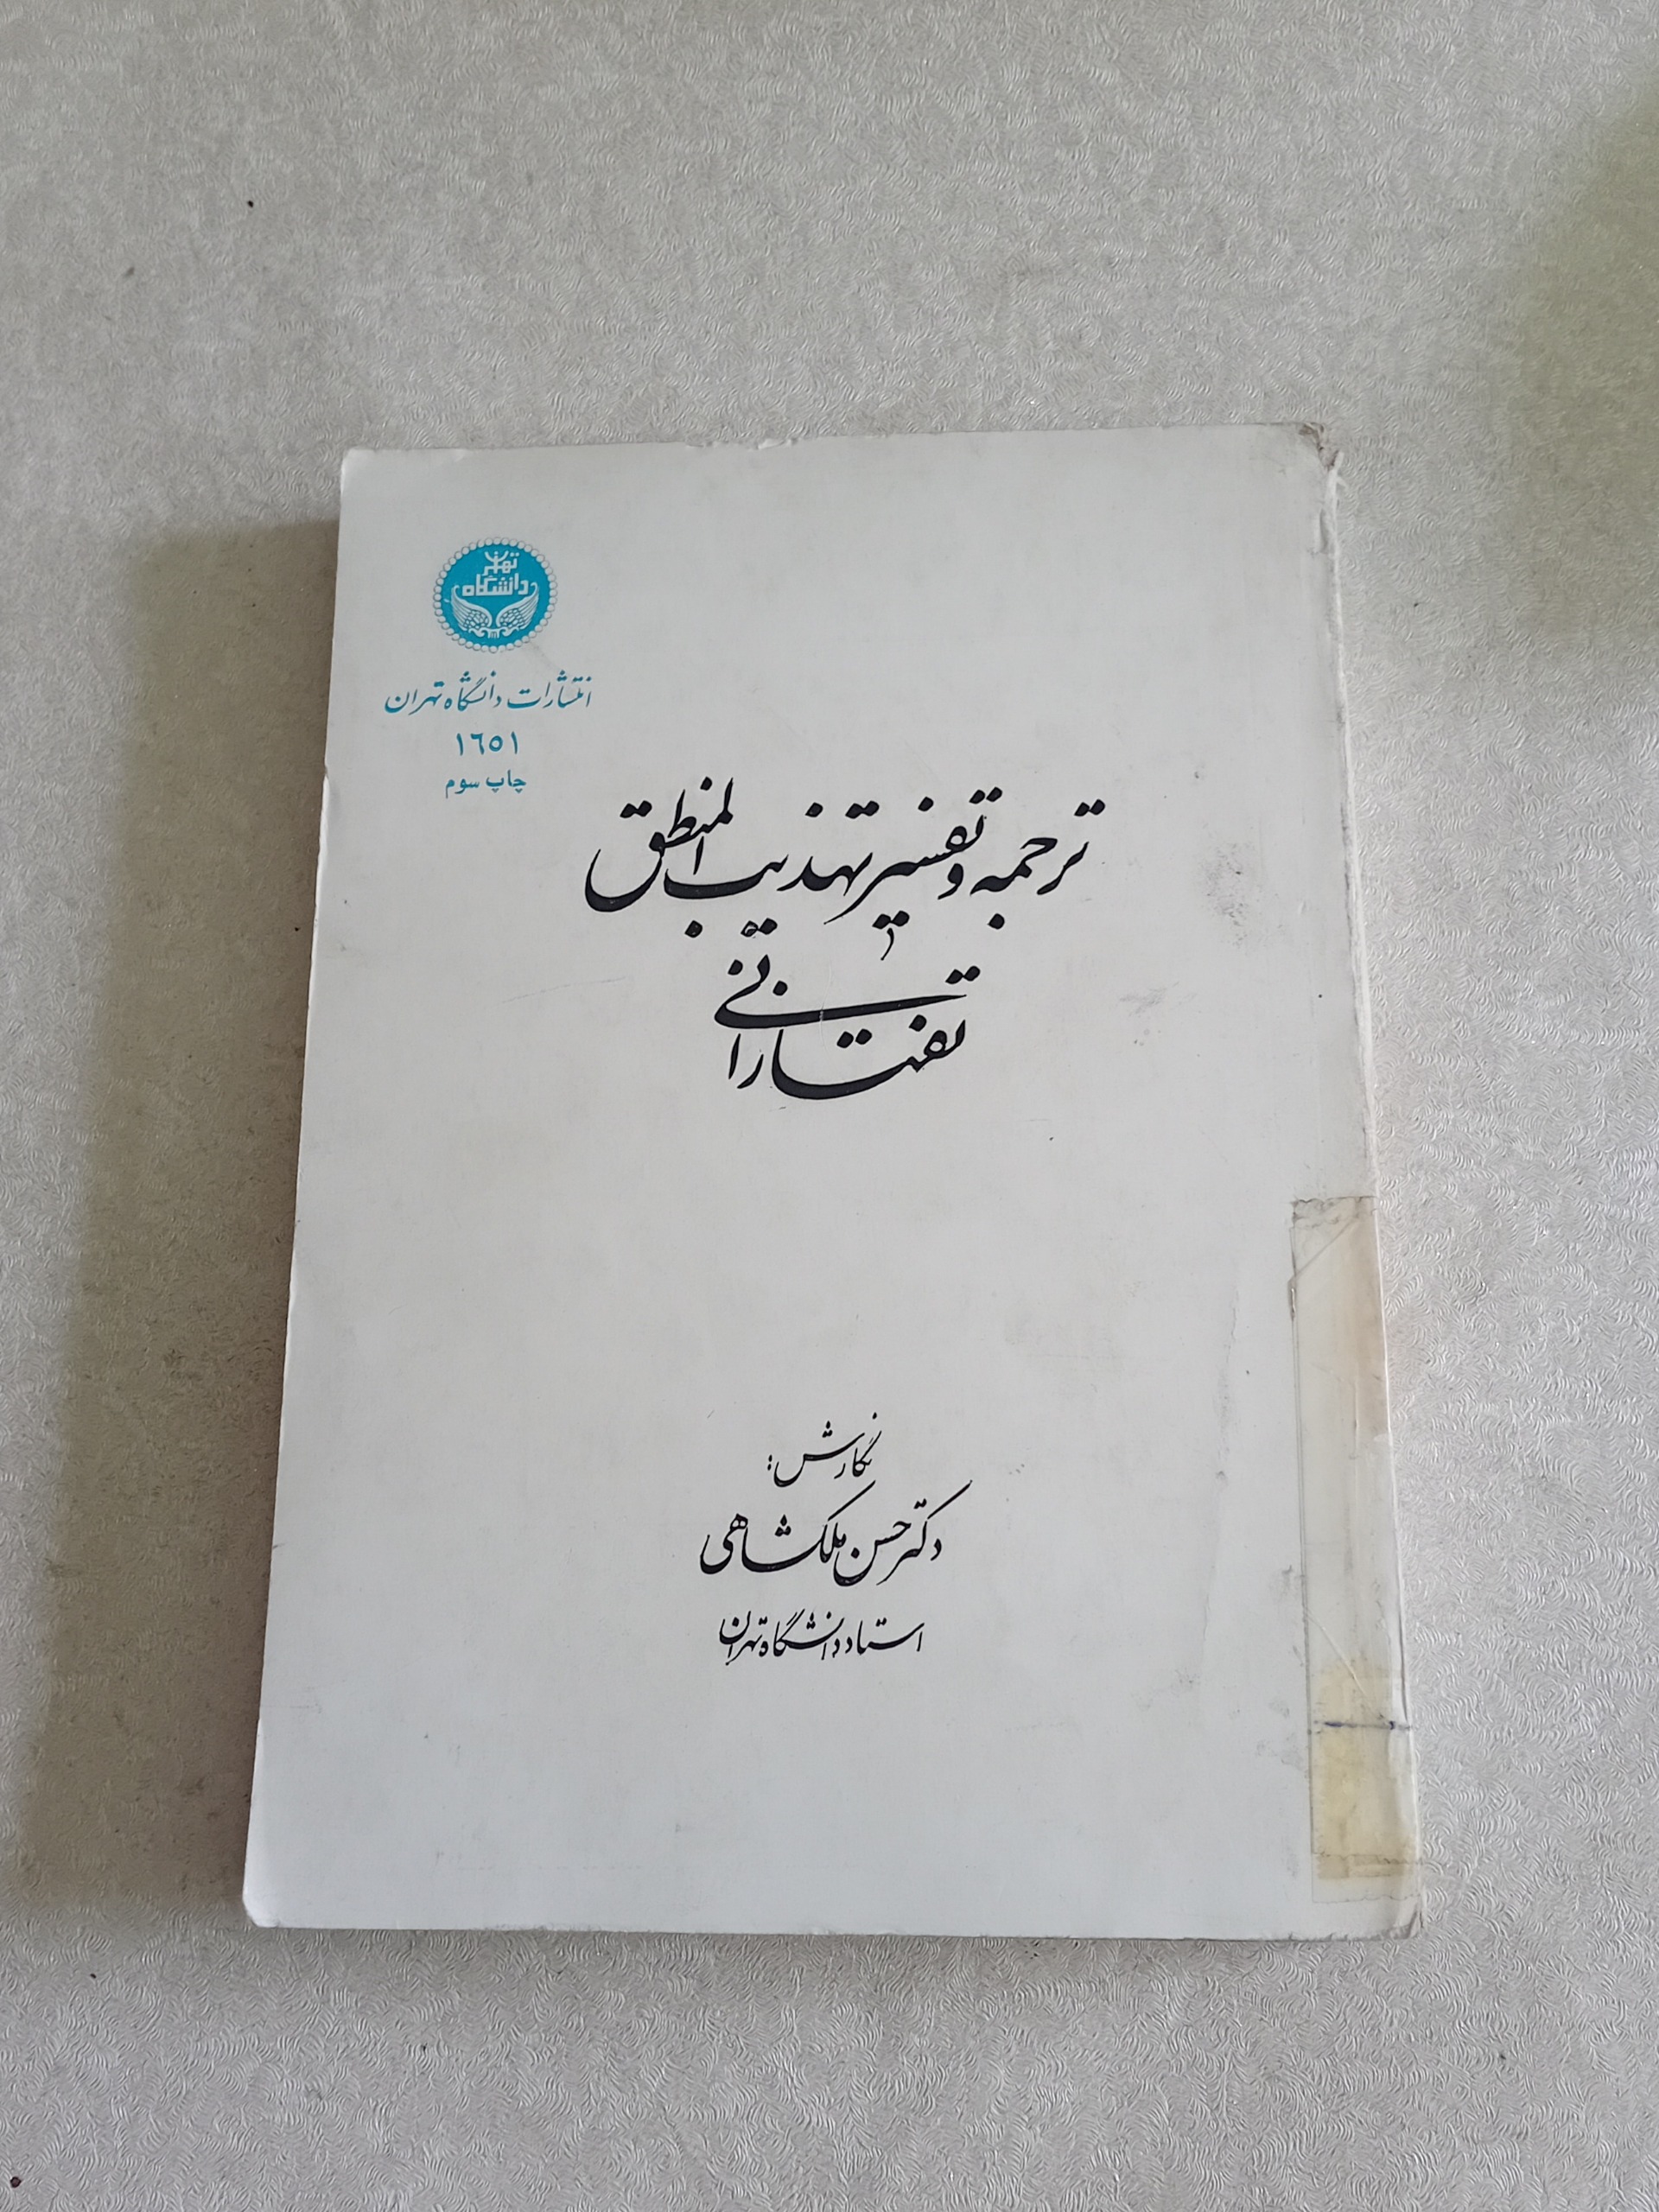 تهران
دانشگاه
انتشارات دانشگاه تهران
١٦٥١
چاپ سوم
ترجمه و تفسیر تهذیب المنطق
تفتازانی
نگارش:
دکتر حسن ملکشاهی
استاد دانشگاه تهران